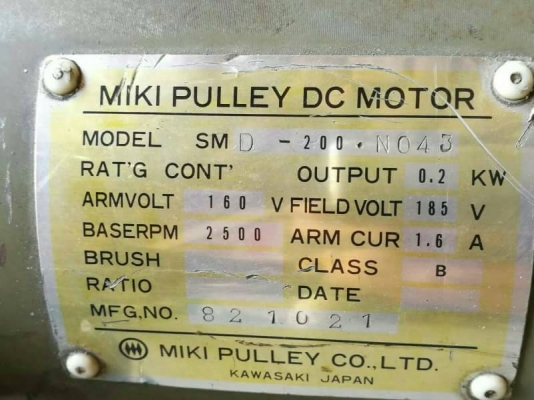 MIKI PULLEY DC MOTOR
MODEL SMD-200.N043
RAT'G CONT' OUTPUT 0.2 KW
ARMVOLT 160 V FIELD VOLT 185 V
BASERPM 2500 ARM CUR 1.6 A
BRUSH CLASS B
RATIO DATE
MFG,NO. 821021
MIKI PULLEY CO.,LTD.
KAWASAKI JAPAN